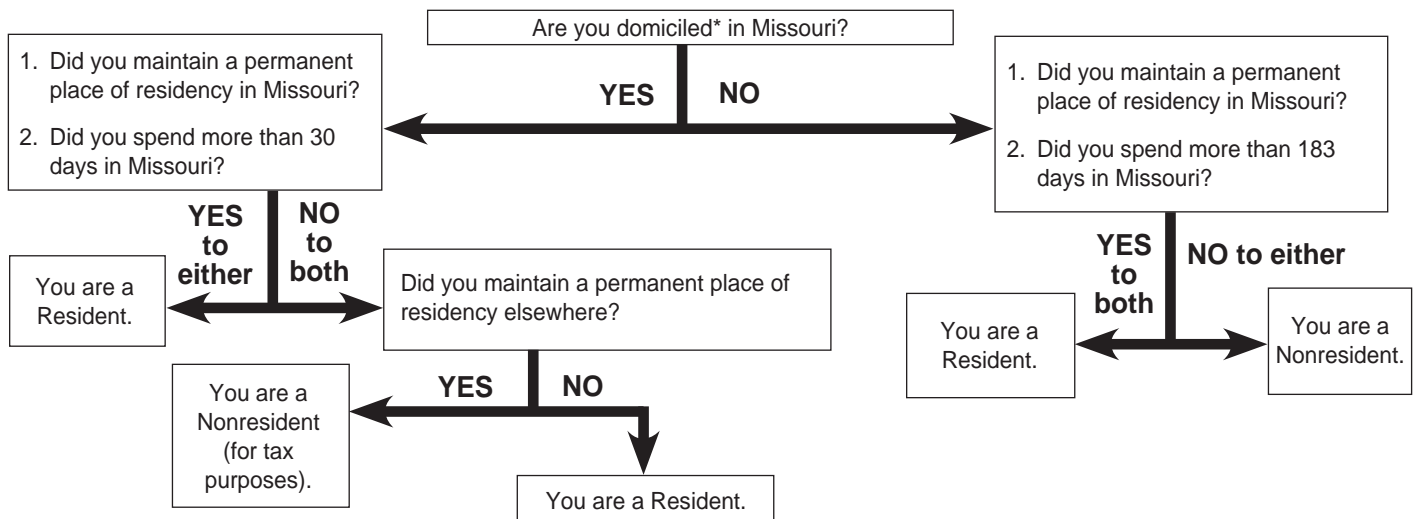 Are you domiciled* in Missouri?
YES
NO
1. Did you maintain a permanent
place of residency in Missouri?
2. Did you spend more than 30
days in Missouri?
1. Did you maintain a permanent
place of residency in Missouri?
2. Did you spend more than 183
days in Missouri?
YES
to
either
NO
to
both
You are a
Resident.
Did you maintain a permanent place of
residency elsewhere?
YES
to
both
NO to either
You are a
Resident.
You are a
Nonresident.
YES
NO
You are a
Nonresident
(for tax
purposes).
You are a Resident.